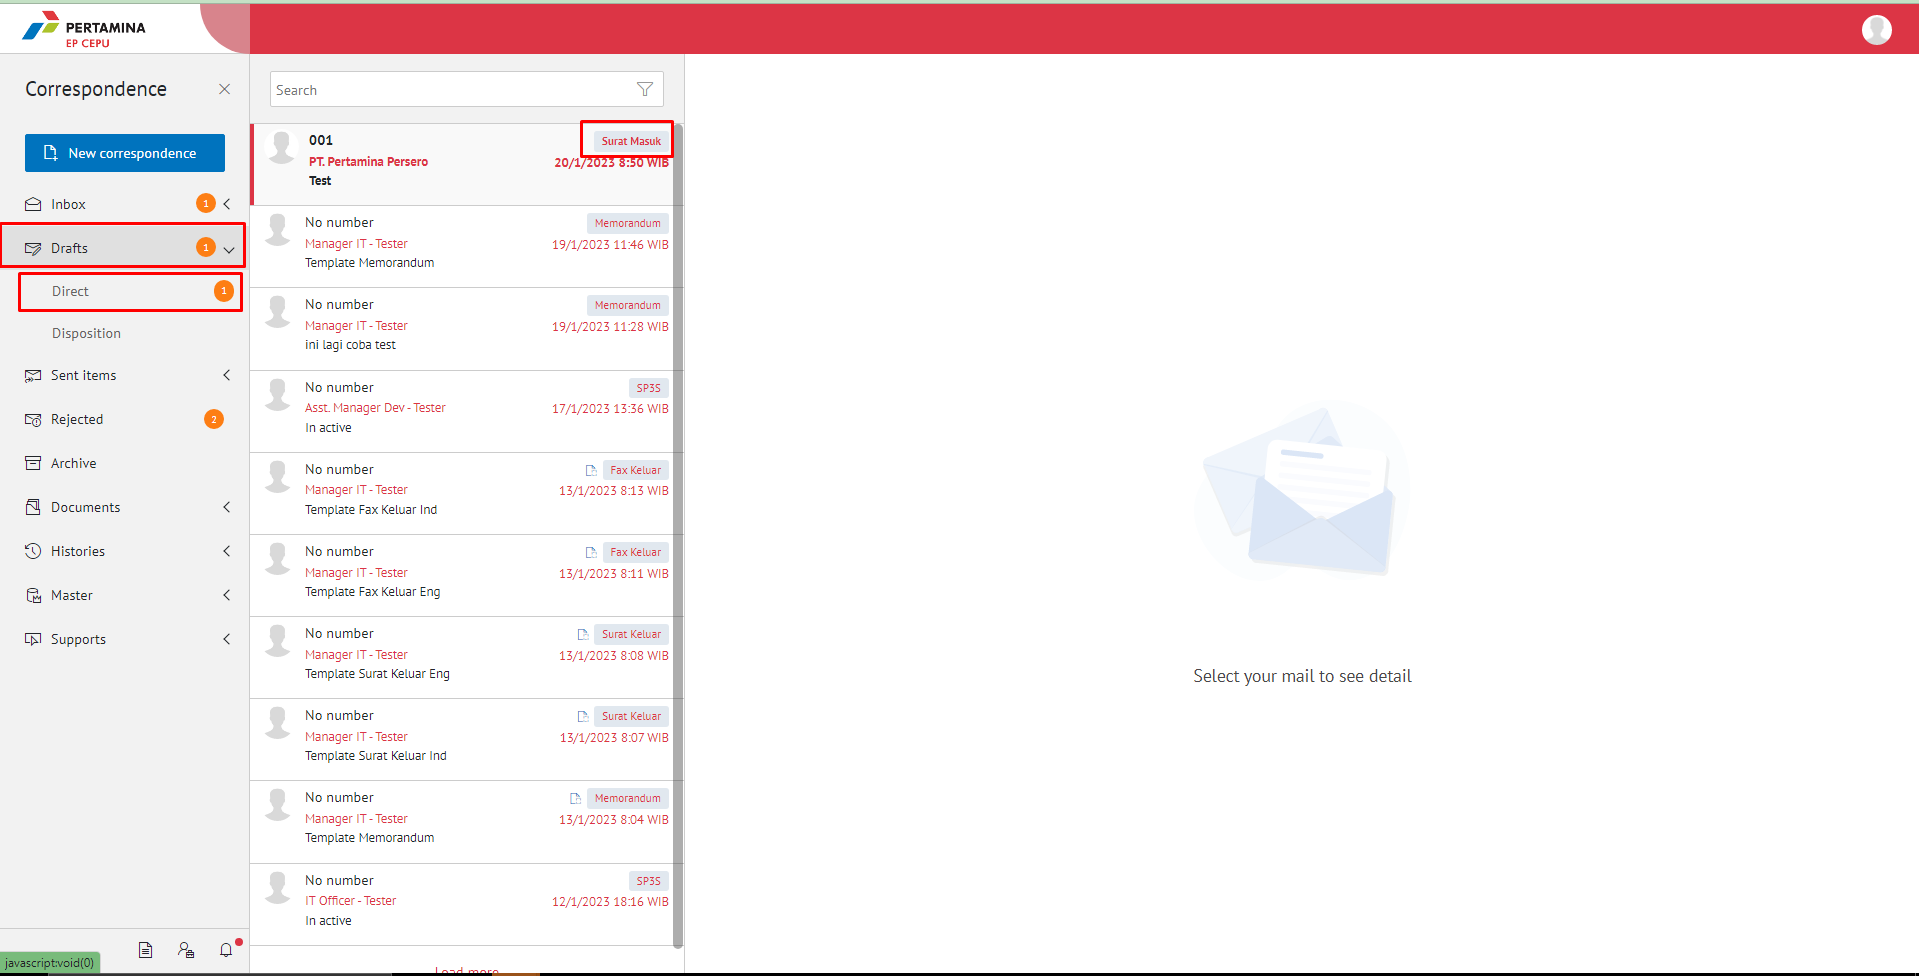 PERTAMINA
EP CEPU
Correspondence
New correspondence
Inbox 1
Drafts 1
Direct 1
Disposition
Sent items
Rejected 2
Archive
Documents
Histories
Master
Supports
javascript:void(0)
Search
001 Surat Masuk
PT. Pertamina Persero 20/1/2023 8:50 WIB
Test
No number Memorandum
Manager IT - Tester 19/1/2023 11:46 WIB
Template Memorandum
No number Memorandum
Manager IT - Tester 19/1/2023 11:28 WIB
ini lagi coba test
No number SP3S
Asst. Manager Dev - Tester 17/1/2023 13:36 WIB
In active
No number Fax Keluar
Manager IT - Tester 13/1/2023 8:13 WIB
Template Fax Keluar Ind
No number Fax Keluar
Manager IT - Tester 13/1/2023 8:11 WIB
Template Fax Keluar Eng
No number Surat Keluar
Manager IT - Tester 13/1/2023 8:08 WIB
Template Surat Keluar Eng
No number Surat Keluar
Manager IT - Tester 13/1/2023 8:07 WIB
Template Surat Keluar Ind
No number Memorandum
Manager IT - Tester 13/1/2023 8:04 WIB
Template Memorandum
No number SP3S
IT Officer - Tester 12/1/2023 18:16 WIB
In active
Load more
Select your mail to see detail